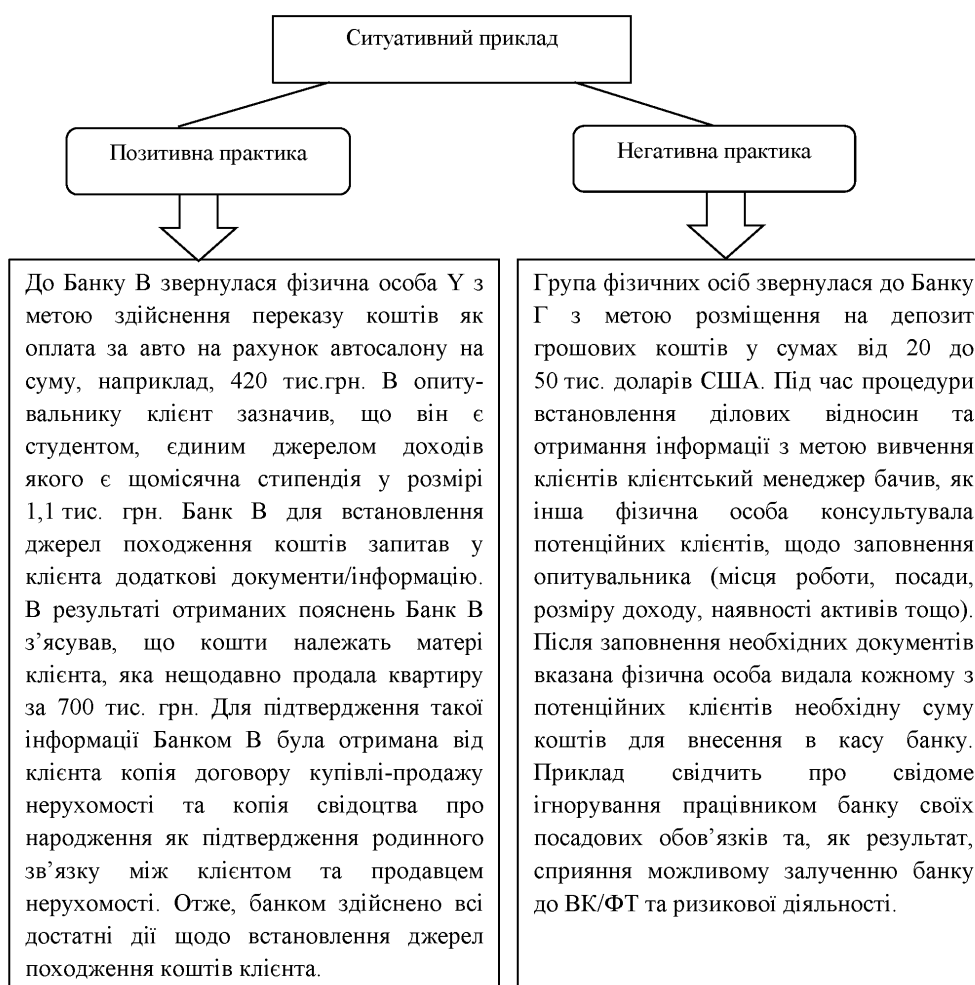 Ситуативний приклад
Позитивна практика
Негативна практика
До Банку В звернулася фізична особа Y з
метою здійснення переказу коштів як
оплата за авто на рахунок автосалону на
суму, наприклад, 420 тис.грн. В опиту-
вальнику клієнт зазначив, що він є
студентом, єдиним джерелом доходів
якого є щомісячна стипендія у розмірі
1,1 тис. грн. Банк В для встановлення
джерел походження коштів запитав у
клієнта додаткові документи/інформацію.
В результаті отриманих пояснень Банк В
з’ясував, що кошти належать матері
клієнта, яка нещодавно продала квартиру
за 700 тис. грн. Для підтвердження такої
інформації Банком В була отримана від
клієнта копія договору купівлі-продажу
нерухомості та копія свідоцтва про
народження як підтвердження родинного
зв’язку між клієнтом та продавцем
нерухомості. Отже, банком здійснено всі
достатні дії щодо встановлення джерел
походження коштів клієнта.
Група фізичних осіб звернулася до Банку
Г з метою розміщення на депозит
грошових коштів у сумах від 20 до
50 тис. доларів США. Під час процедури
встановлення ділових відносин та
отримання інформації з метою вивчення
клієнтів клієнтський менеджер бачив, як
інша фізична особа консультувала
потенційних клієнтів, щодо заповнення
опитувальника (місця роботи, посади,
розміру доходу, наявності активів тощо).
Після заповнення необхідних документів
вказана фізична особа видала кожному з
потенційних клієнтів необхідну суму
коштів для внесення в касу банку.
Приклад свідчить про свідоме
ігнорування працівником банку своїх
посадових обов’язків та, як результат,
сприяння можливому залученню банку
до ВК/ФТ та ризикової діяльності.